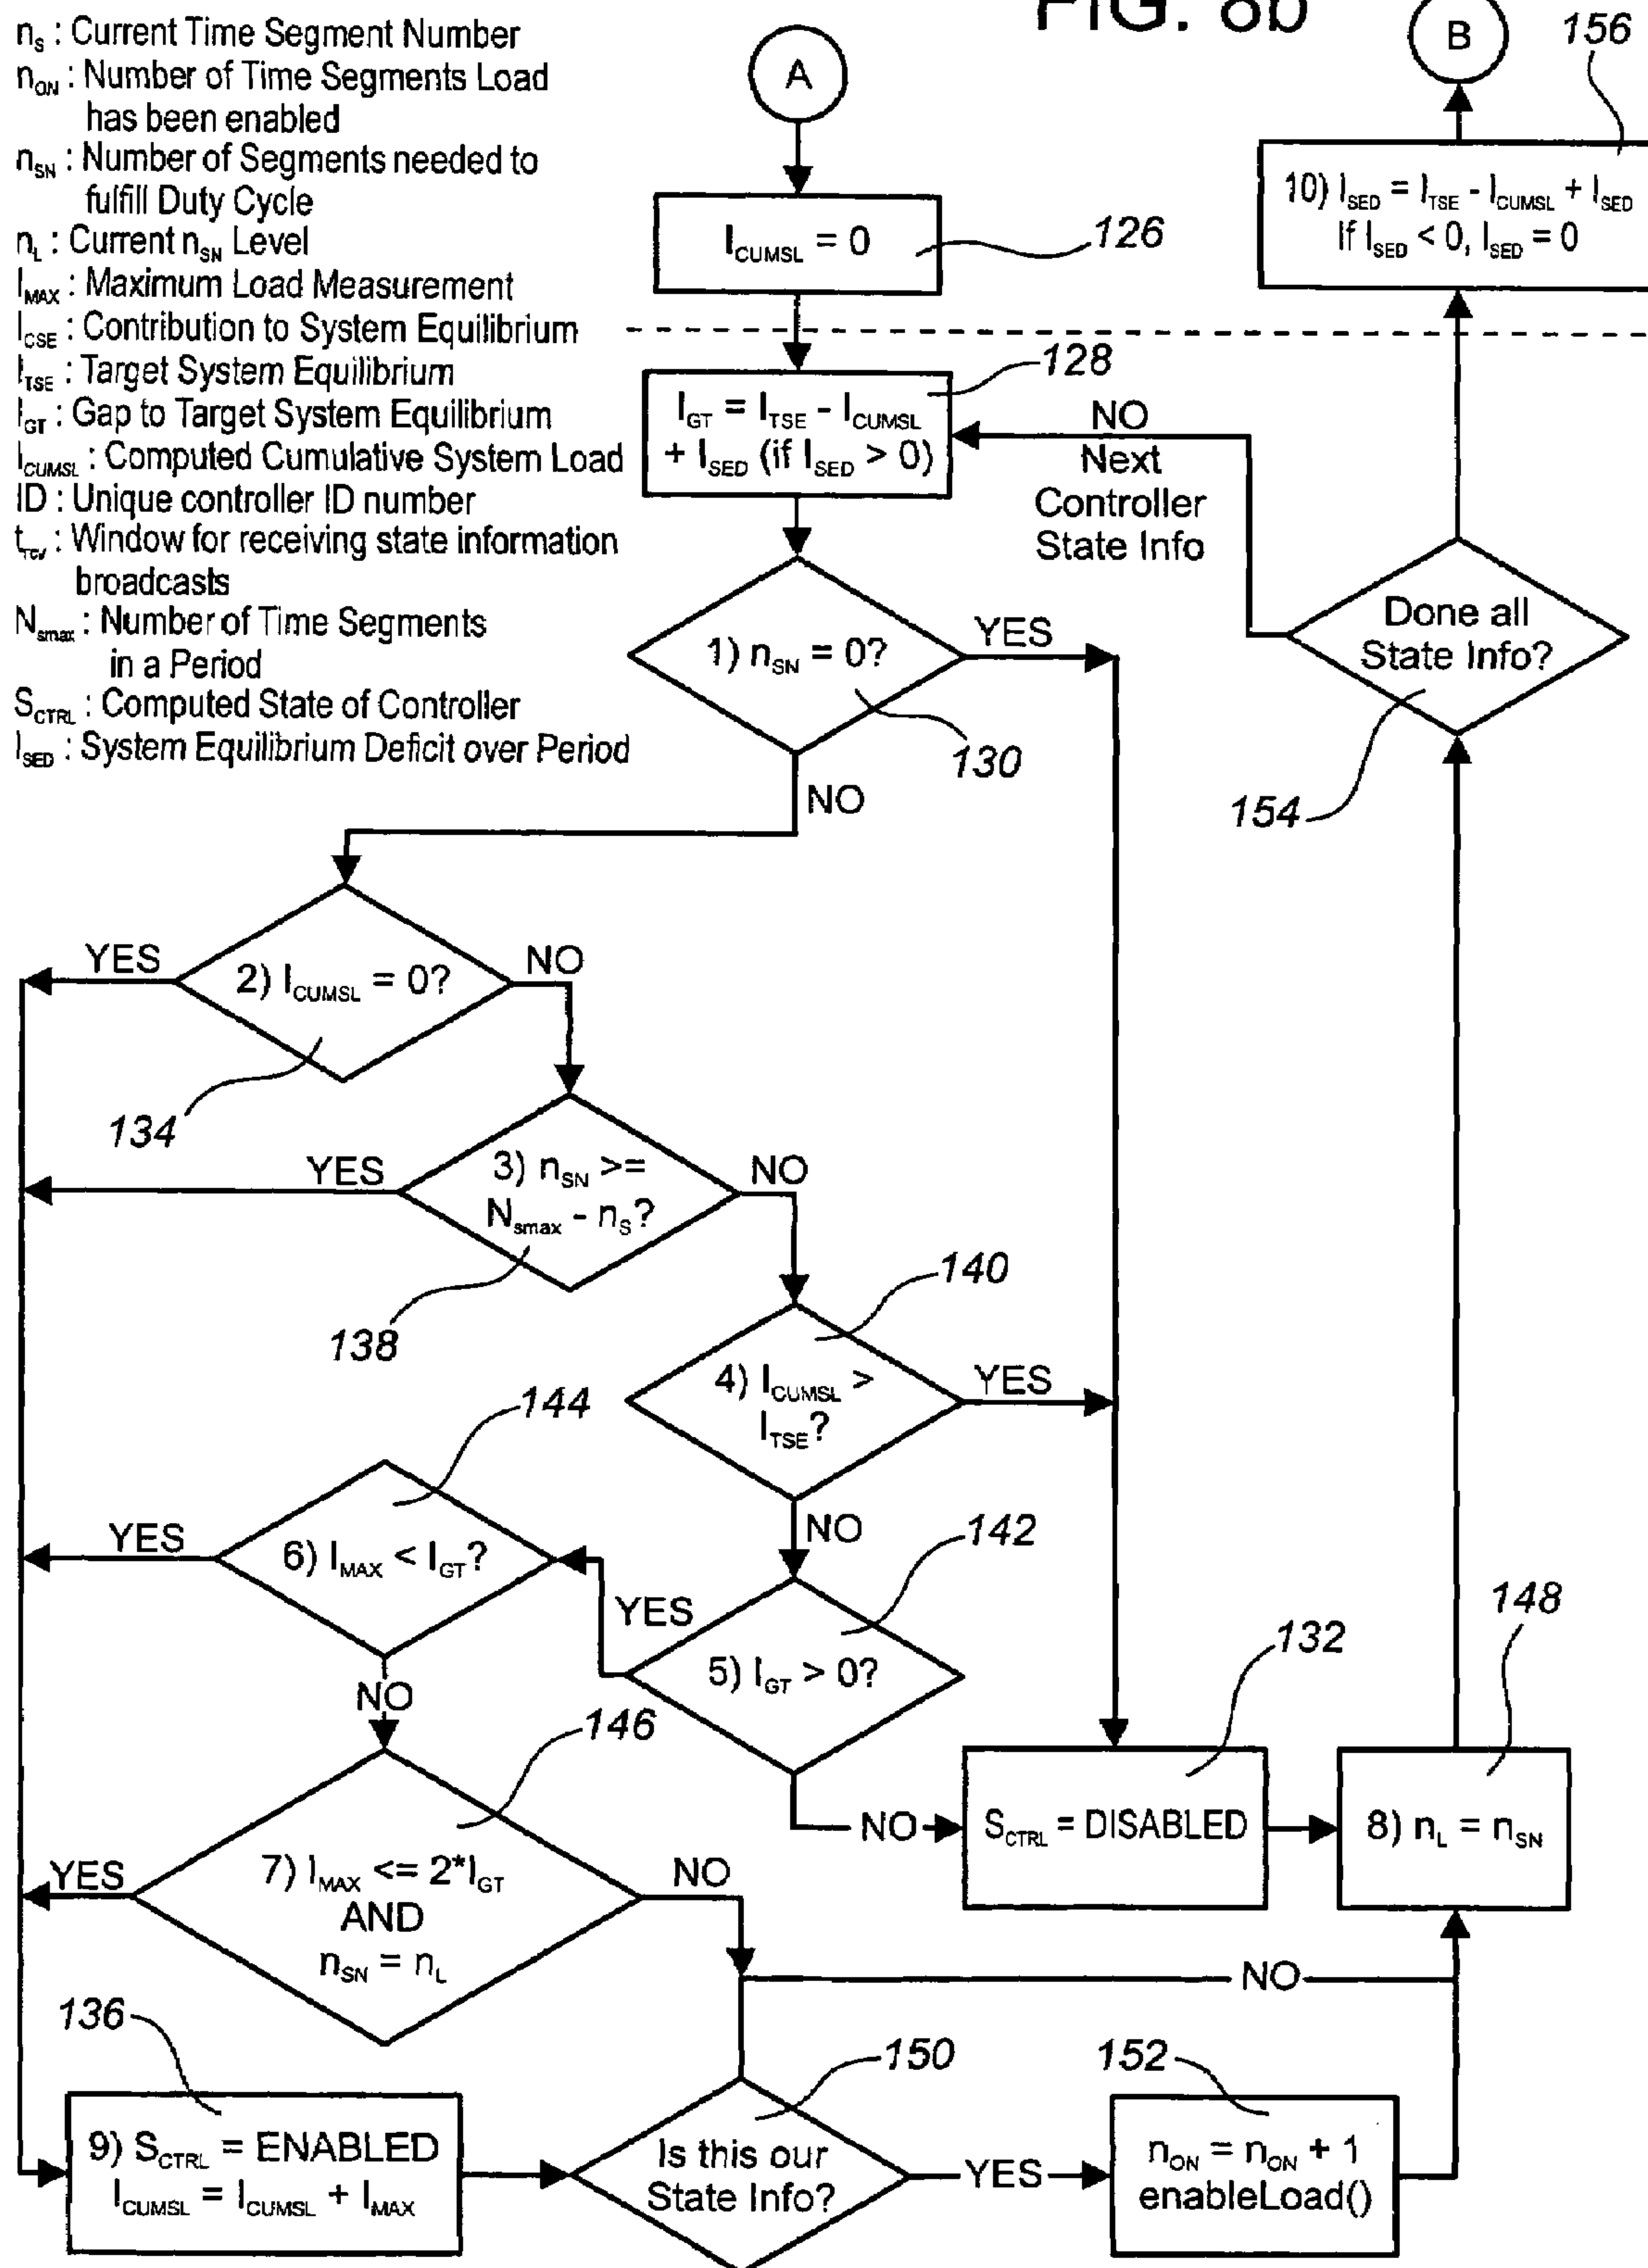 FIG. 8b
n_S : Current Time Segment Number
n_ON : Number of Time Segments Load
has been enabled
n_SN : Number of Segments needed to
fulfill Duty Cycle
n_L : Current n_SN Level
I_MAX : Maximum Load Measurement
I_CSE : Contribution to System Equilibrium
I_TSE : Target System Equilibrium
I_GT : Gap to Target System Equilibrium
I_CUMSL : Computed Cumulative System Load
ID : Unique controller ID number
t_rcv : Window for receiving state information
broadcasts
N_smax : Number of Time Segments
in a Period
S_CTRL : Computed State of Controller
I_SED : System Equilibrium Deficit over Period
A
I_CUMSL = 0
126
B
156
10) I_SED = I_TSE - I_CUMSL + I_SED
If I_SED < 0, I_SED = 0
128
I_GT = I_TSE - I_CUMSL
+ I_SED (if I_SED > 0)
NO
Next
Controller
State Info
Done all
State Info?
154
1) n_SN = 0?
YES
130
NO
2) I_CUMSL = 0?
YES
NO
134
3) n_SN >=
N_smax - n_S?
YES
NO
138
140
4) I_CUMSL >
I_TSE?
YES
NO
144
6) I_MAX < I_GT?
YES
NO
142
YES
5) I_GT > 0?
NO
132
S_CTRL = DISABLED
148
8) n_L = n_SN
146
7) I_MAX <= 2*I_GT
AND
n_SN = n_L
YES
NO
NO
136
9) S_CTRL = ENABLED
I_CUMSL = I_CUMSL + I_MAX
150
Is this our
State Info?
YES
152
n_ON = n_ON + 1
enableLoad()